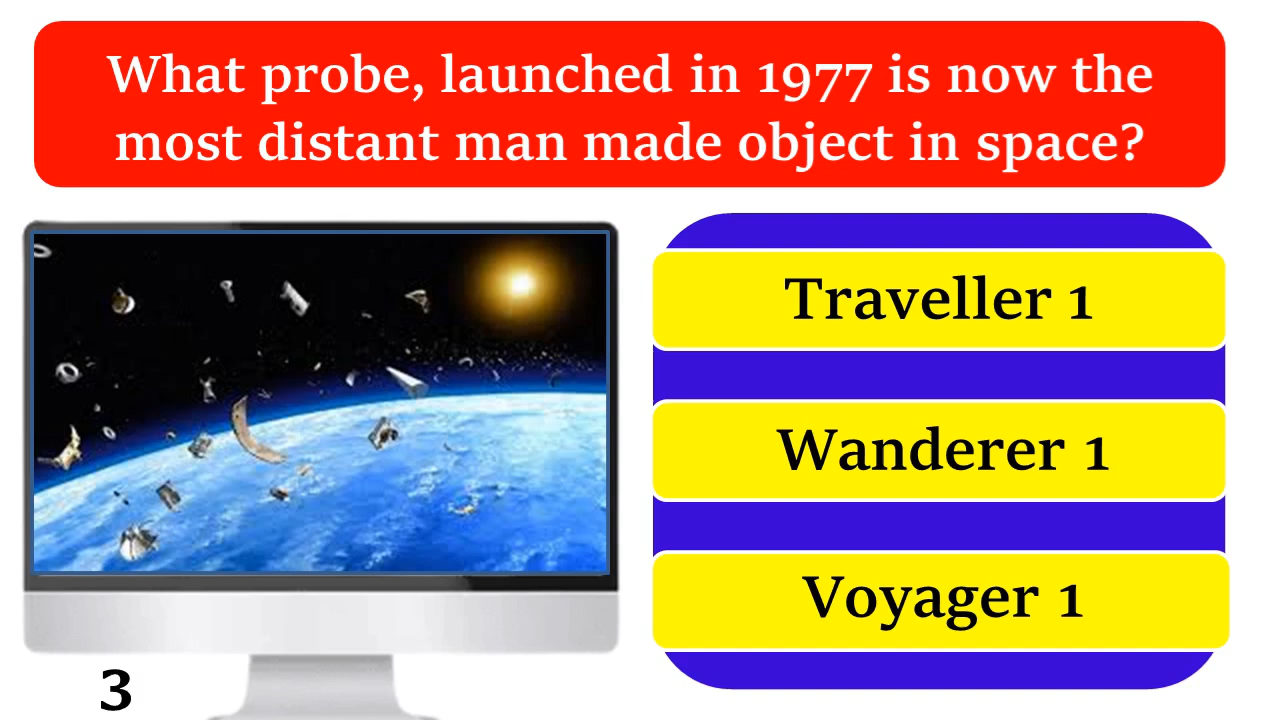 What probe, launched in 1977 is now the
most distant man made object in space?
Traveller 1
Wanderer 1
Voyager 1
3